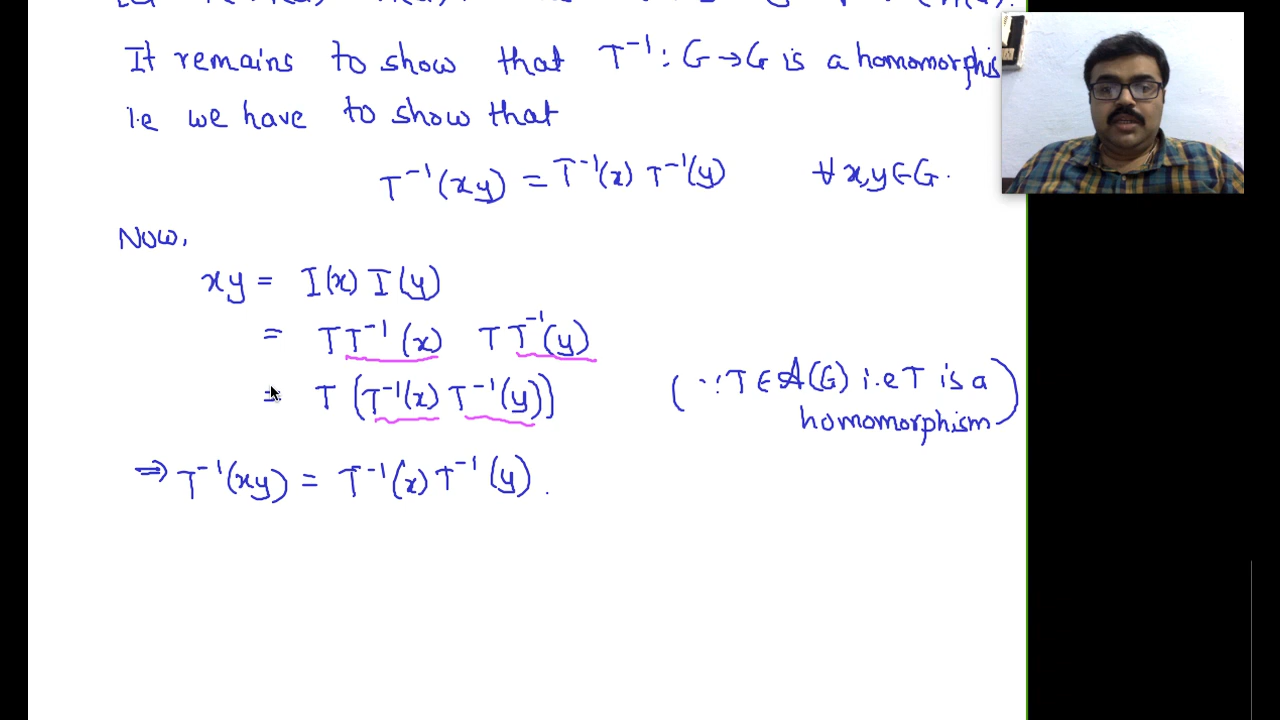 It remains to show that T⁻¹ : G → G is a homomorphis
i.e we have to show that
T⁻¹(xy) = T⁻¹(x) T⁻¹(y) ∀ x,y ∈ G.
Now,
xy = I(x) I(y)
= TT⁻¹(x) TT⁻¹(y)
= T(T⁻¹(x) T⁻¹(y)) (∵ T ∈ A(G) i.e T is a
homomorphism)
⇒ T⁻¹(xy) = T⁻¹(x) T⁻¹(y).